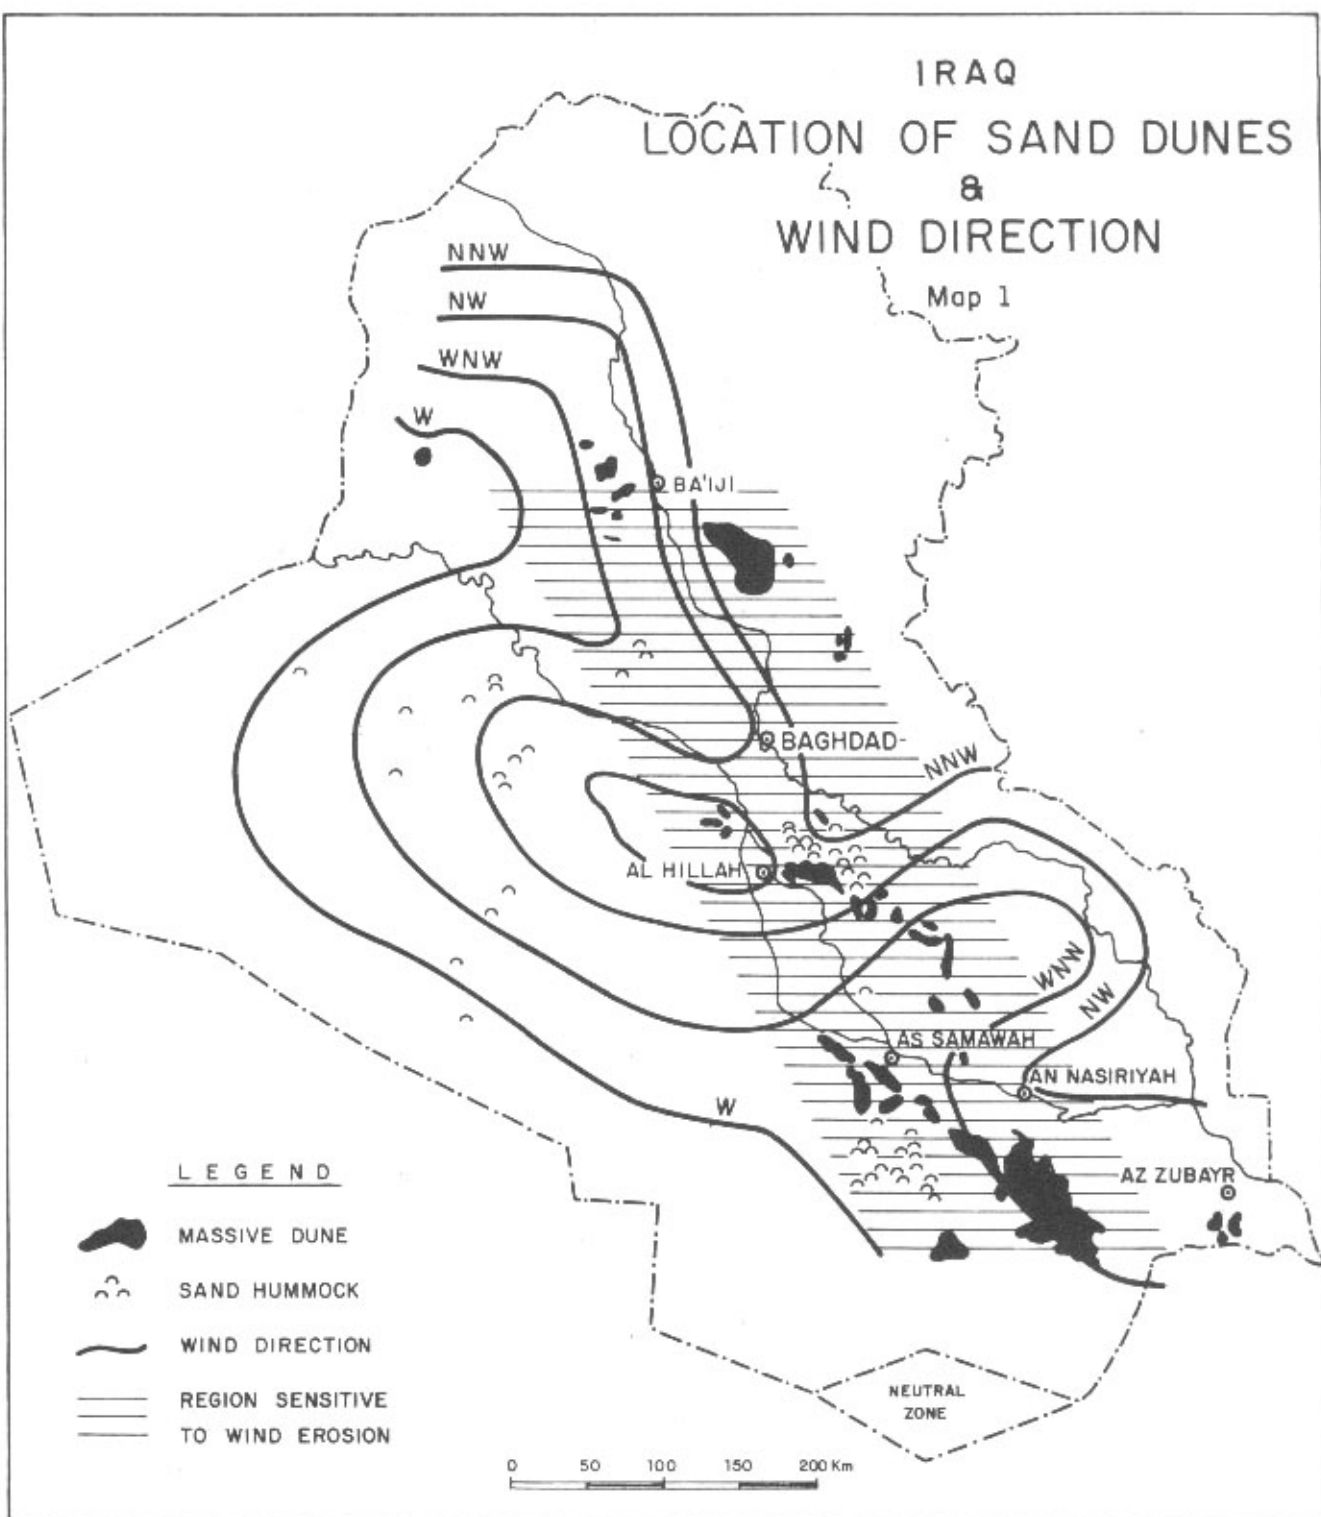 IRAQ
LOCATION OF SAND DUNES
&
WIND DIRECTION
Map 1
NNW
NW
WNW
W
BA'IJI
BAGHDAD
NNW
AL HILLAH
WNW
NW
AS SAMAWAH
AN NASIRIYAH
W
AZ ZUBAYR
LEGEND
MASSIVE DUNE
SAND HUMMOCK
WIND DIRECTION
REGION SENSITIVE
TO WIND EROSION
NEUTRAL
ZONE
0 50 100 150 200 Km